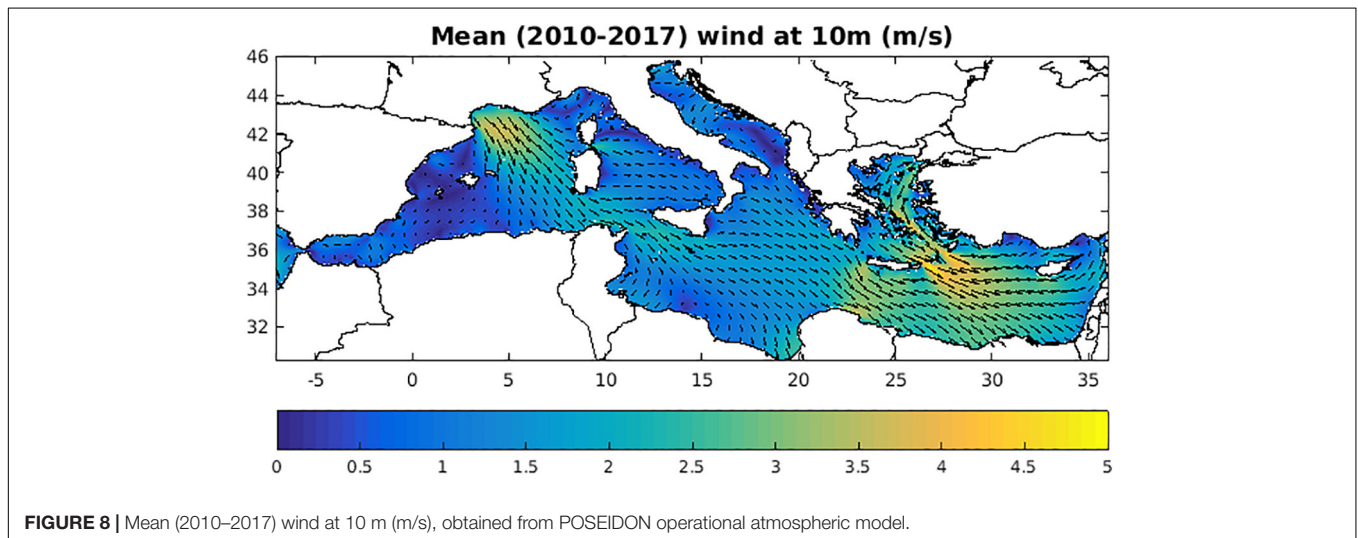 Mean (2010-2017) wind at 10m (m/s)
46
44
42
40
38
36
34
32
-5 0 5 10 15 20 25 30 35
0 0.5 1 1.5 2 2.5 3 3.5 4 4.5 5
FIGURE 8 | Mean (2010–2017) wind at 10 m (m/s), obtained from POSEIDON operational atmospheric model.